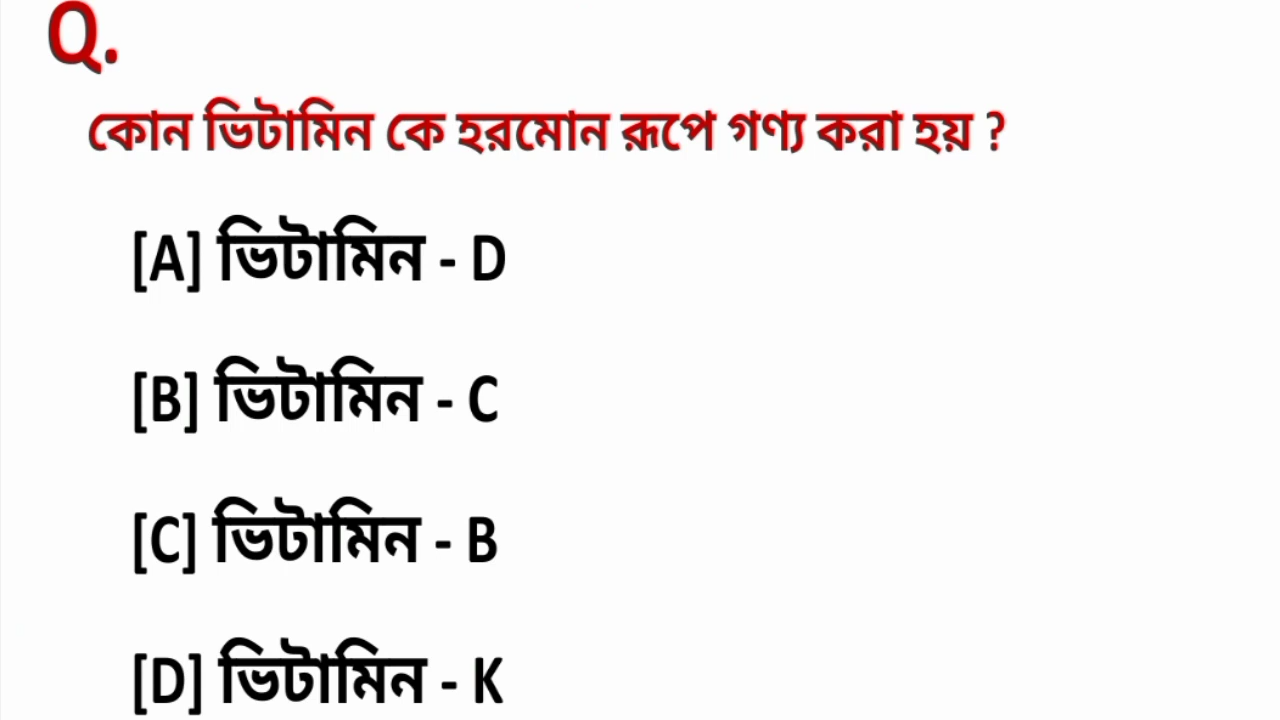 Q.
কোন ভিটামিন কে হরমোন রূপে গণ্য করা হয় ?
[A] ভিটামিন - D
[B] ভিটামিন - C
[C] ভিটামিন - B
[D] ভিটামিন - K